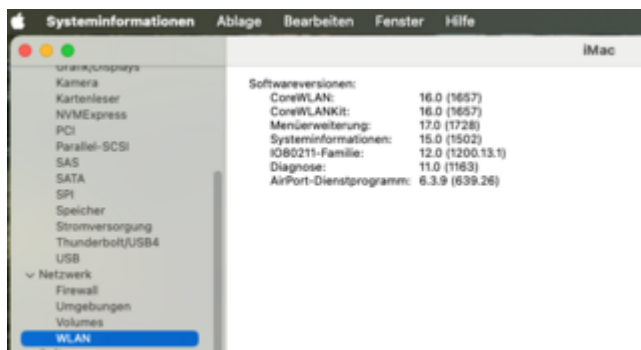 Systeminformationen Ablage Bearbeiten Fenster Hilfe
iMac
Grafik/Displays
Kamera
Kartenleser
NVMExpress
PCI
Parallel-SCSI
SAS
SATA
SPI
Speicher
Stromversorgung
Thunderbolt/USB4
USB
Netzwerk
Firewall
Umgebungen
Volumes
WLAN
Softwareversionen:
CoreWLAN: 16.0 (1657)
CoreWLANKit: 16.0 (1657)
Menüerweiterung: 17.0 (1728)
Systeminformationen: 15.0 (1502)
IO80211-Familie: 12.0 (1200.13.1)
Diagnose: 11.0 (1163)
AirPort-Dienstprogramm: 6.3.9 (639.26)